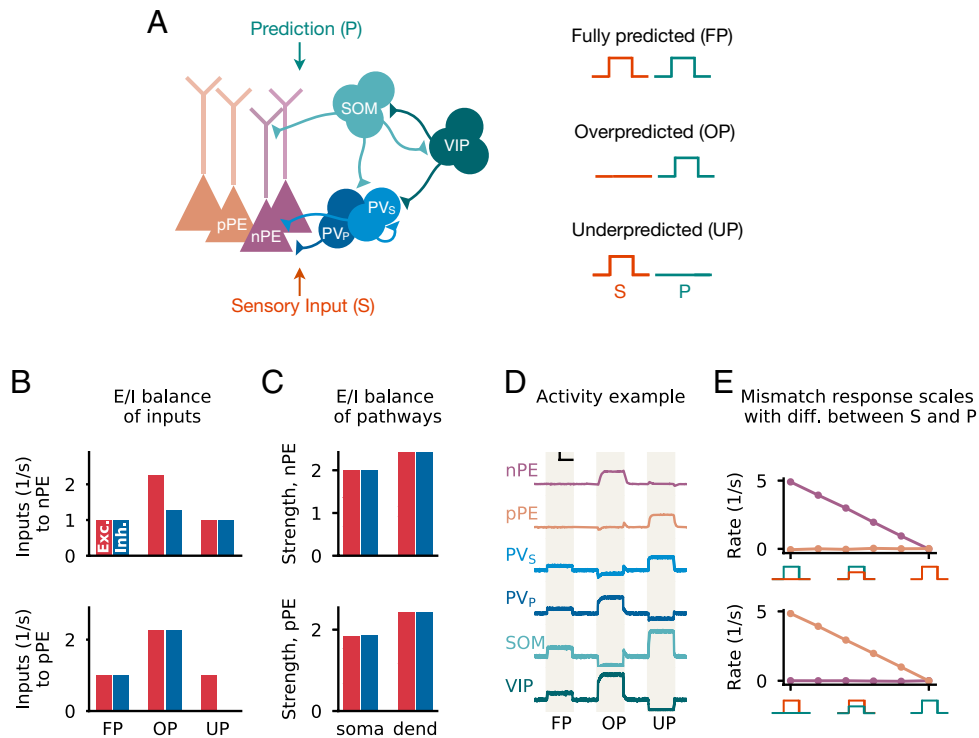 A
Prediction (P)
SOM
VIP
pPE
nPE
PVP
PVS
Sensory Input (S)
Fully predicted (FP)
Overpredicted (OP)
Underpredicted (UP)
S
P
B
E/I balance
of inputs
Inputs (1/s)
to nPE
2
1
0
Exc.
Inh.
Inputs (1/s)
to pPE
2
1
0
FP
OP
UP
C
E/I balance
of pathways
Strength, nPE
2
0
Strength, pPE
2
0
soma
dend
D
Activity example
nPE
pPE
PVS
PVP
SOM
VIP
FP
OP
UP
E
Mismatch response scales
with diff. between S and P
Rate (1/s)
5
0
Rate (1/s)
5
0